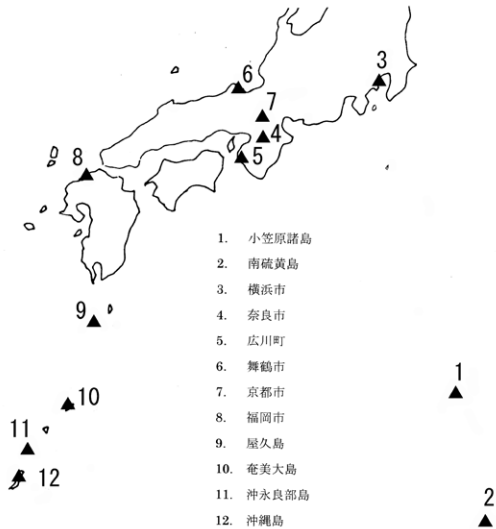 6
3
7
4
8
5
1. 小笠原諸島
2. 南硫黄島
3. 横浜市
4. 奈良市
5. 広川町
6. 舞鶴市
7. 京都市
8. 福岡市
9. 屋久島
10. 奄美大島
11. 沖永良部島
12. 沖縄島
9
1
10
11
12
2